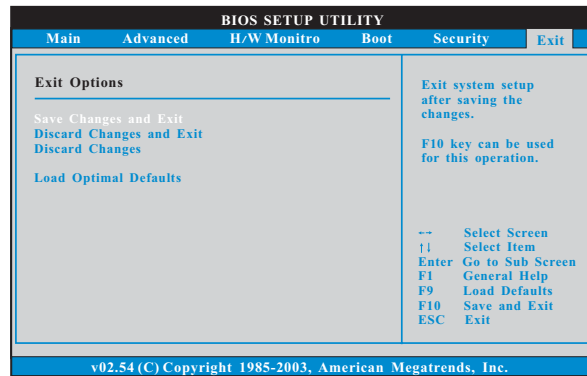 BIOS SETUP UTILITY
Main Advanced H/W Monitro Boot Security Exit
Exit Options
Save Changes and Exit
Discard Changes and Exit
Discard Changes
Load Optimal Defaults
Exit system setup
after saving the
changes.
F10 key can be used
for this operation.
←→ Select Screen
↑↓ Select Item
Enter Go to Sub Screen
F1 General Help
F9 Load Defaults
F10 Save and Exit
ESC Exit
v02.54 (C) Copyright 1985-2003, American Megatrends, Inc.